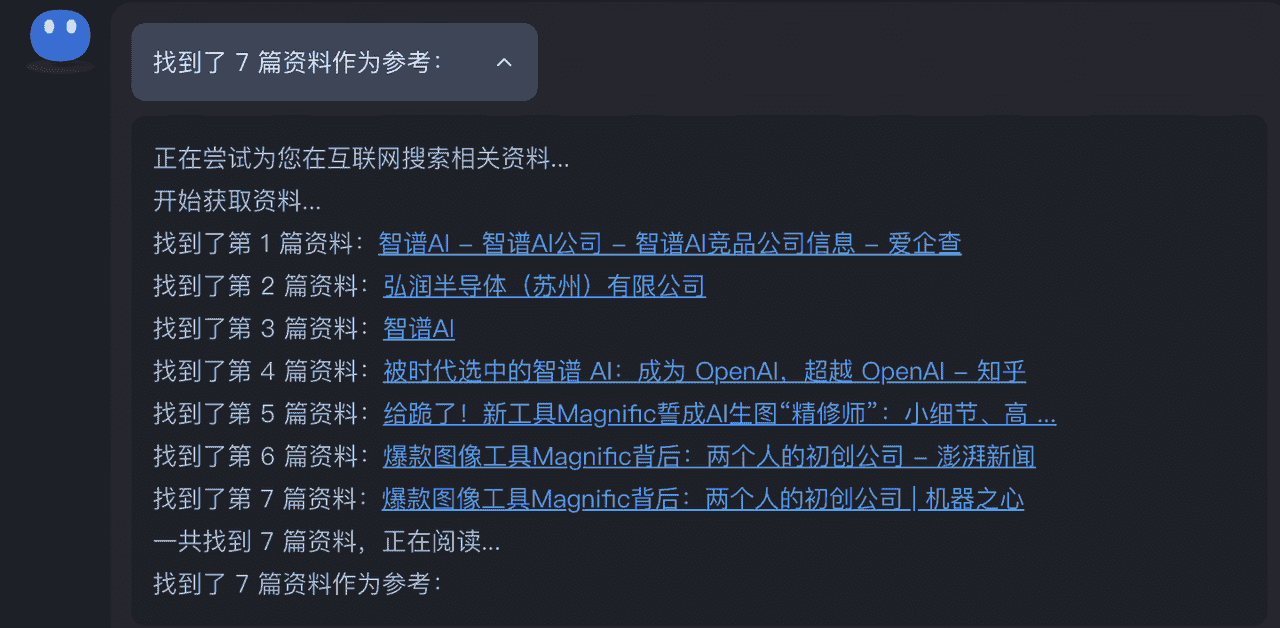 找到了 7 篇资料作为参考：
正在尝试为您在互联网搜索相关资料...
开始获取资料...
找到了第 1 篇资料：智谱AI – 智谱AI公司 – 智谱AI竞品公司信息 – 爱企查
找到了第 2 篇资料：弘润半导体（苏州）有限公司
找到了第 3 篇资料：智谱AI
找到了第 4 篇资料：被时代选中的智谱 AI：成为 OpenAI，超越 OpenAI – 知乎
找到了第 5 篇资料：给跪了！新工具Magnific誓成AI生图“精修师”：小细节、高 ...
找到了第 6 篇资料：爆款图像工具Magnific背后：两个人的初创公司 – 澎湃新闻
找到了第 7 篇资料：爆款图像工具Magnific背后：两个人的初创公司 | 机器之心
一共找到 7 篇资料，正在阅读...
找到了 7 篇资料作为参考：